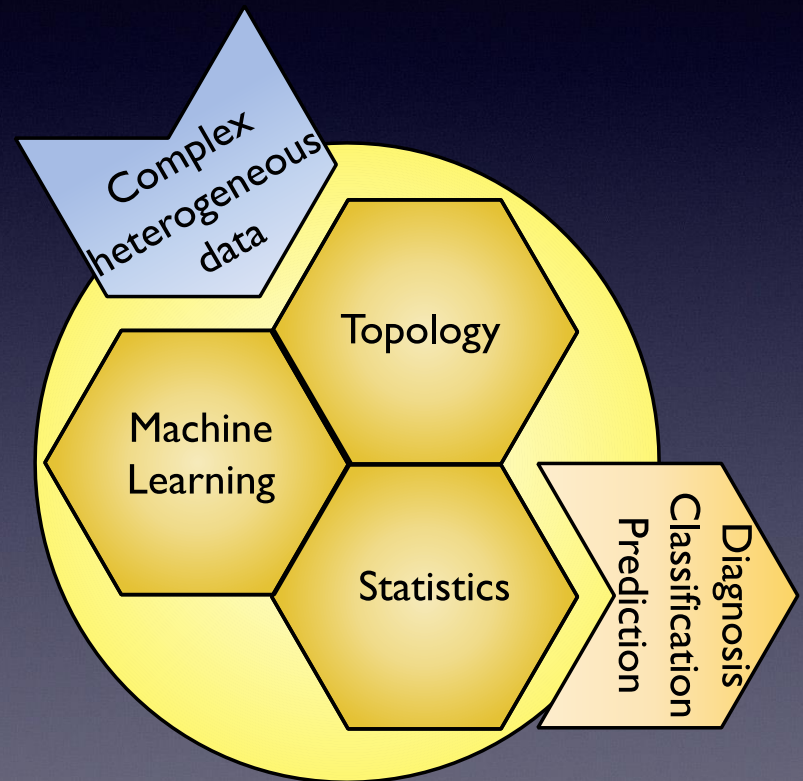 Complex
heterogeneous
data
Topology
Machine
Learning
Statistics
Diagnosis
Classification
Prediction